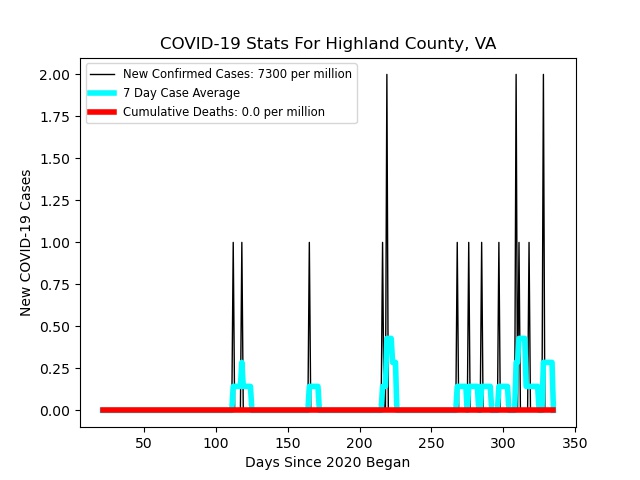 COVID-19 Stats For Highland County, VA
New Confirmed Cases: 7300 per million
7 Day Case Average
Cumulative Deaths: 0.0 per million
New COVID-19 Cases
2.00
1.75
1.50
1.25
1.00
0.75
0.50
0.25
0.00
50 100 150 200 250 300 350
Days Since 2020 Began